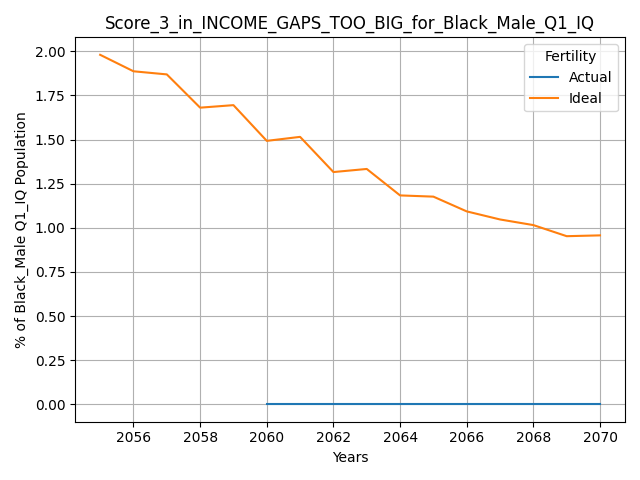 Score_3_in_INCOME_GAPS_TOO_BIG_for_Black_Male_Q1_IQ
Fertility
Actual
Ideal
% of Black_Male Q1_IQ Population
2.00
1.75
1.50
1.25
1.00
0.75
0.50
0.25
0.00
2056 2058 2060 2062 2064 2066 2068 2070
Years